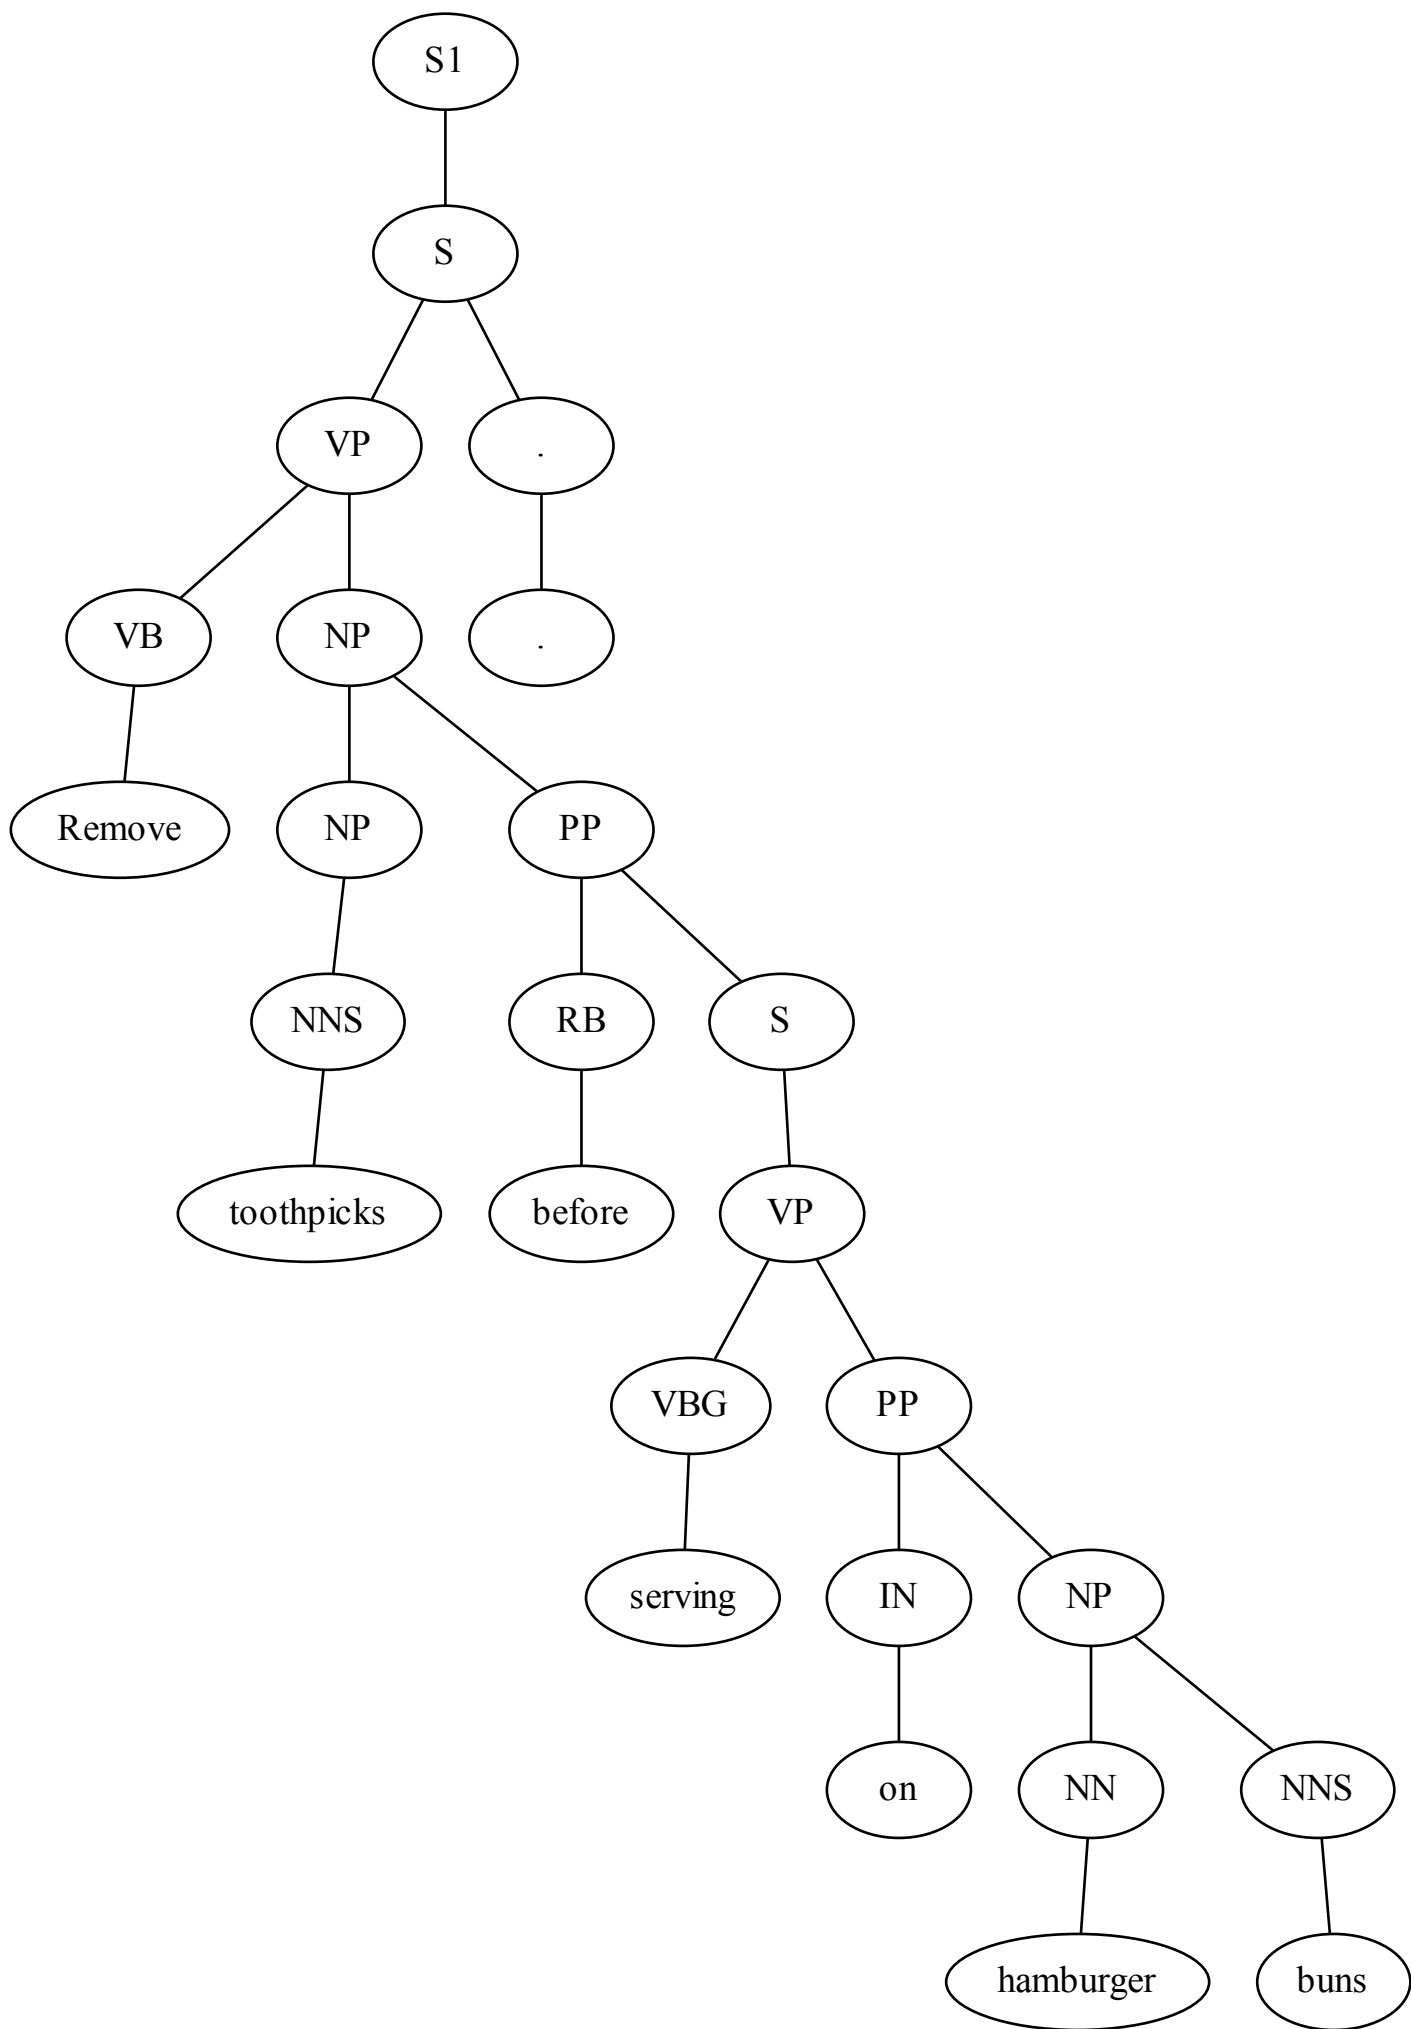 S1
S
VP .
VB NP .
Remove NP PP
NNS RB S
toothpicks before VP
VBG PP
serving IN NP
on NN NNS
hamburger buns